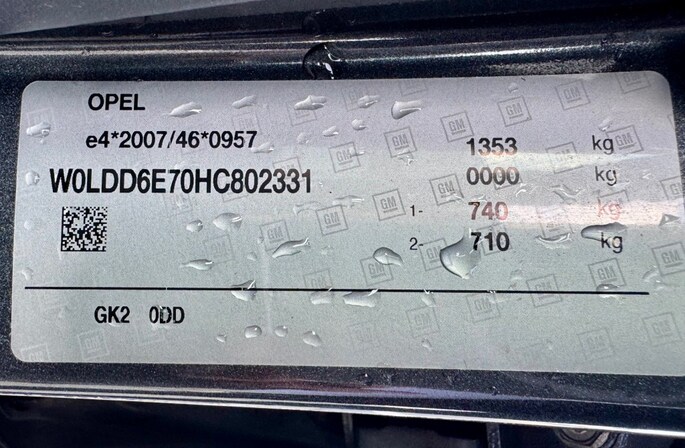 OPEL
e4*2007/46*0957
1353 kg
W0LDD6E70HC802331
0000 kg
1- 740 kg
2- 710 kg
GK2 0DD